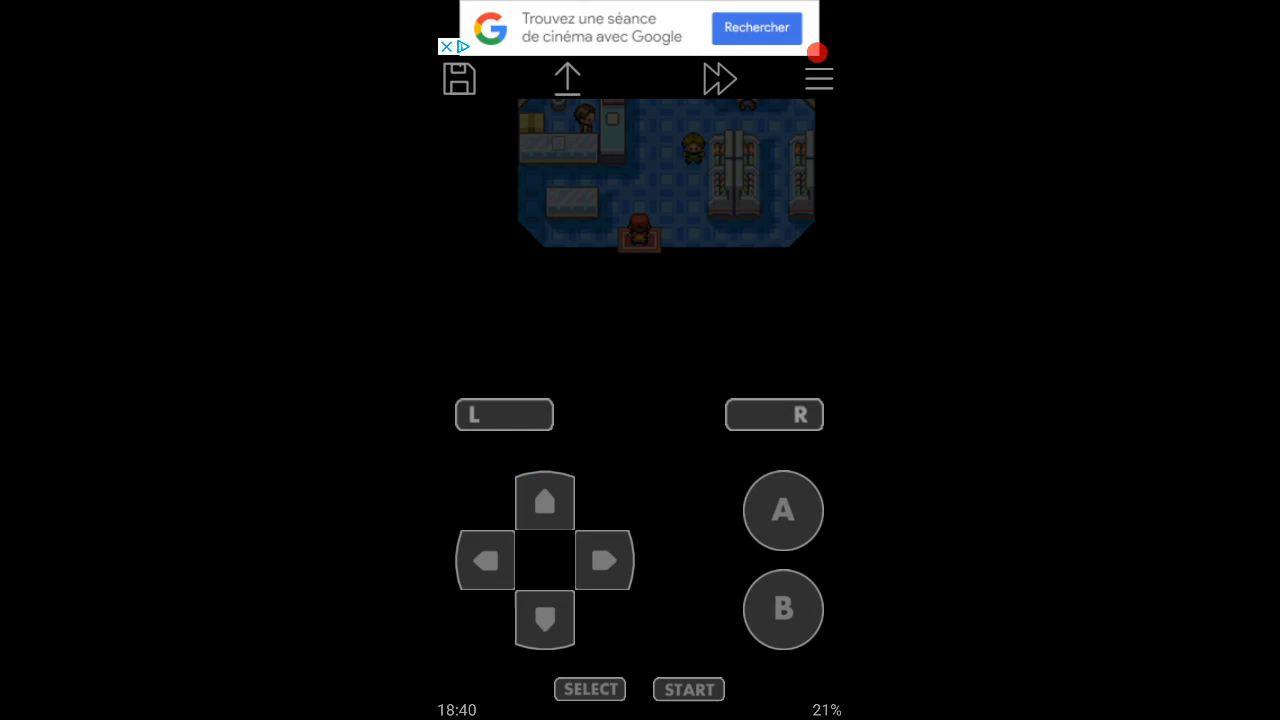 Trouvez une séance
de cinéma avec Google
Rechercher
L
R
A
B
SELECT
START
18:40
21%